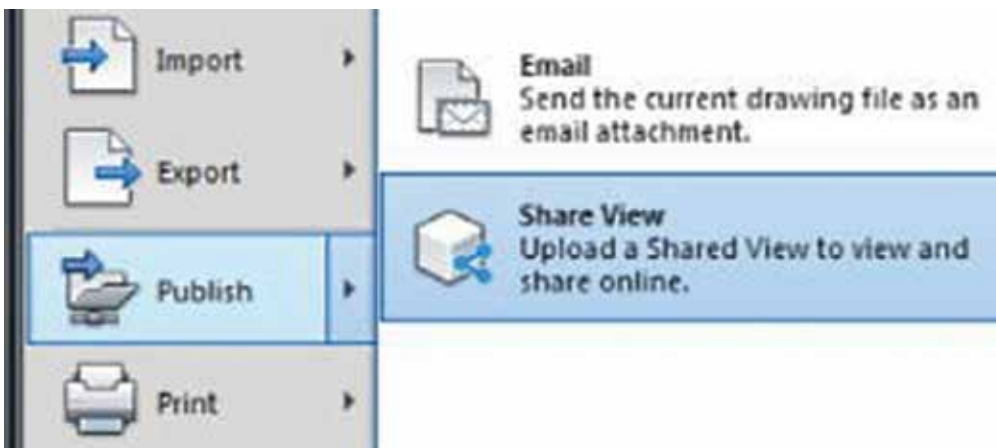 Import
Export
Publish
Print
Email
Send the current drawing file as an
email attachment.
Share View
Upload a Shared View to view and
share online.